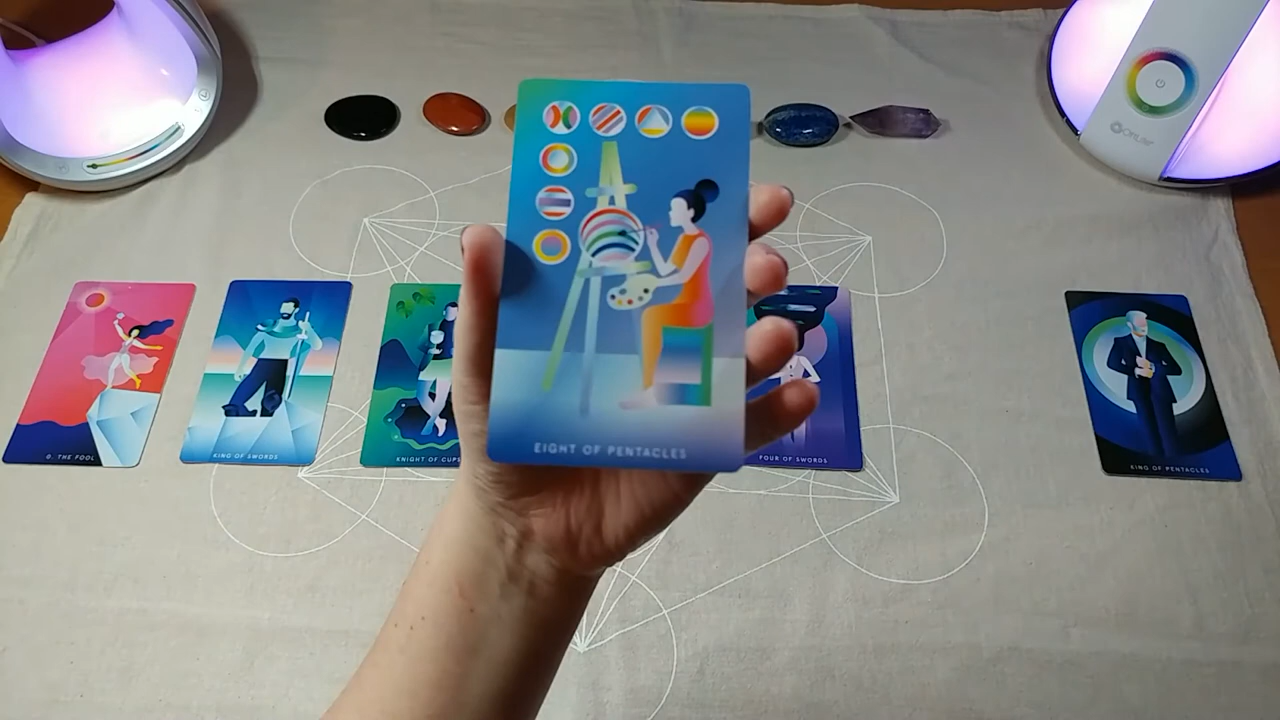 EIGHT OF PENTACLES
0. THE FOOL
KING OF SWORDS
KNIGHT OF CUPS
FOUR OF SWORDS
KING OF PENTACLES